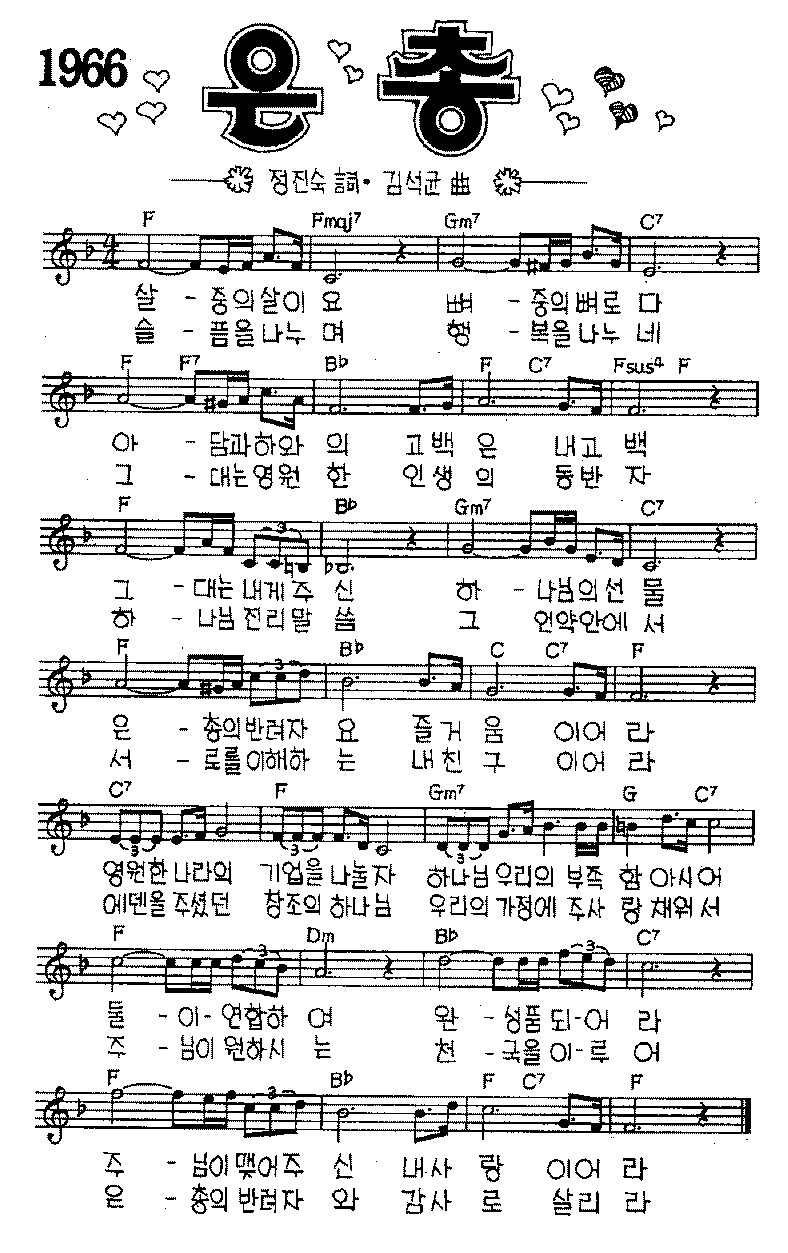 1966
은총
정진숙 詞· 김석균 曲
F Fmaj7 Gm7 C7
살 - 중의살이 요 뼈 - 중의뼈로 다
슬 - 픔을나누 며 행 - 복을나누 네
F F7 B♭ F C7 Fsus4 F
아 - 담과하와 의 고백 은 내고 백
그 - 대는영원 한 인생 의 동반 자
F B♭ Gm7 C7
그 - 대는내게주 신 하 - 나님의선 물
하 - 나님진리말 씀 그 언약안에 서
F B♭ C C7 F
은 - 총의반려자 요 즐거 움 이어 라
서 - 로를이해하 는 내친 구 이어 라
C7 F Gm7 G C7
영원한나라의 기업을나눌자 하나님우리의 부족 함아시어
에덴을주셨던 창조의하나님 우리의가정에 주사 랑채워서
F Dm B♭ C7
둘 - 이-연합하 여 완 - 성품되-어 라
주 - 님이원하시 는 천 - 국을이-루 어
F B♭ F C7 F
주 - 님이맺어주 신 내사 랑 이어 라
은 - 총의반려자 와 감사 로 살리 라